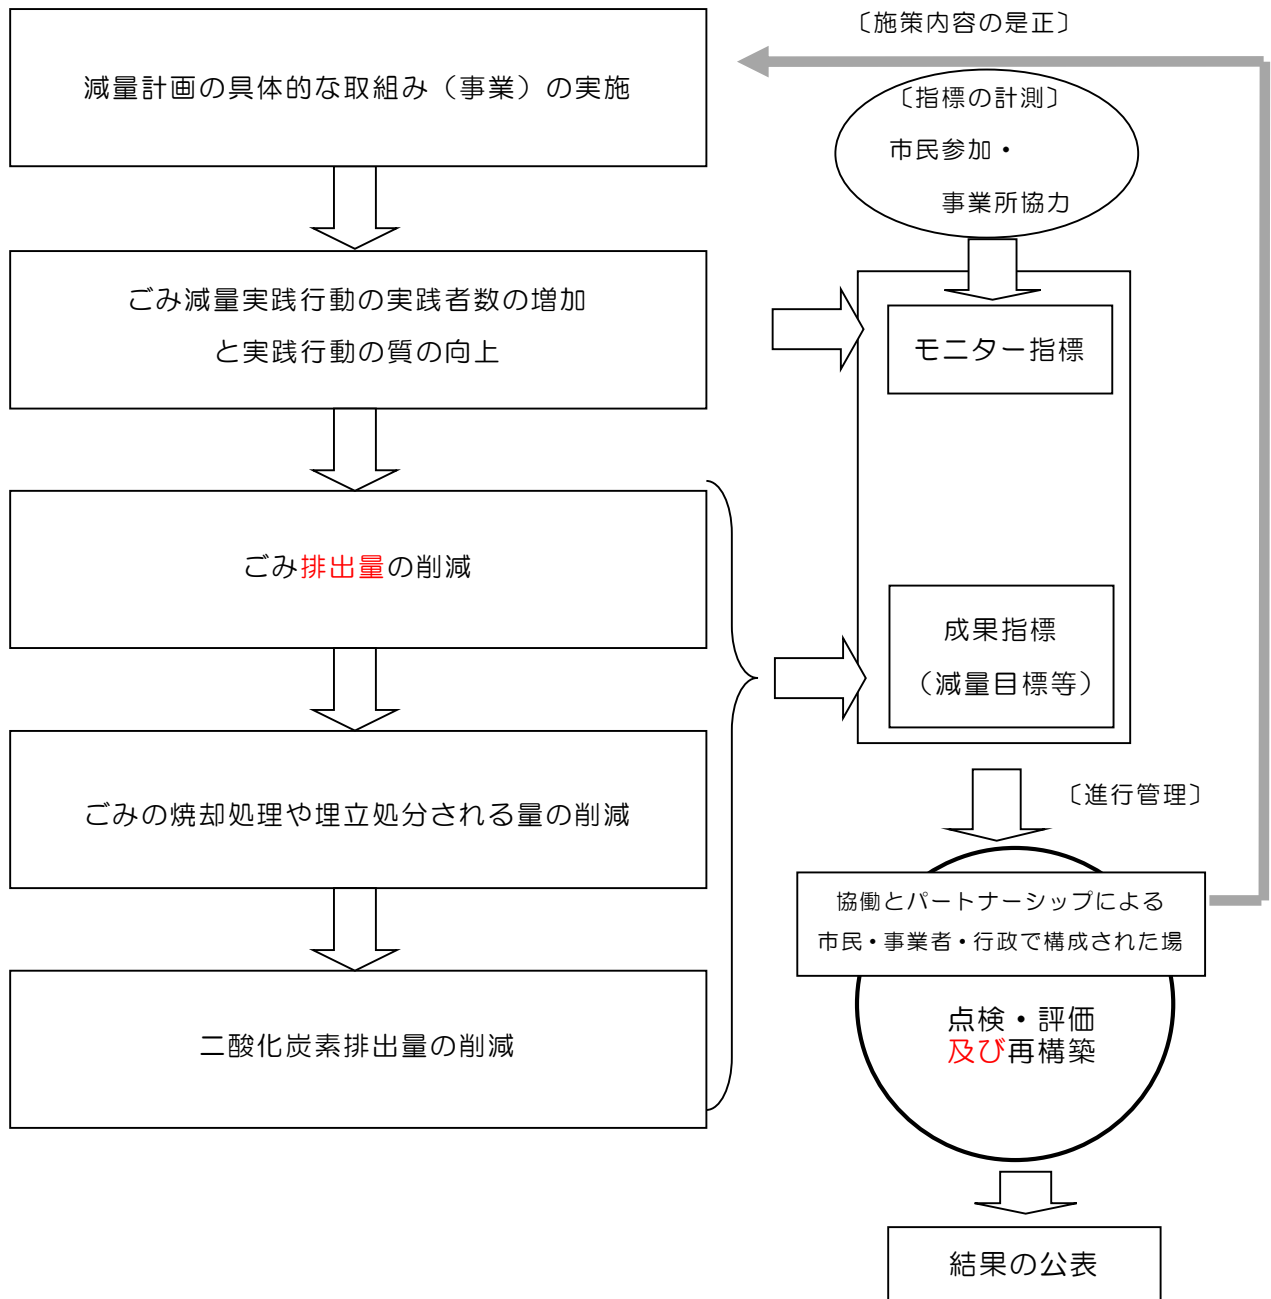 減量計画の具体的な取組み（事業）の実施
ごみ減量実践行動の実践者数の増加
と実践行動の質の向上
ごみ排出量の削減
ごみの焼却処理や埋立処分される量の削減
二酸化炭素排出量の削減
〔施策内容の是正〕
〔指標の計測〕
市民参加・
事業所協力
モニター指標
成果指標
（減量目標等）
〔進行管理〕
協働とパートナーシップによる
市民・事業者・行政で構成された場
点検・評価
及び再構築
結果の公表